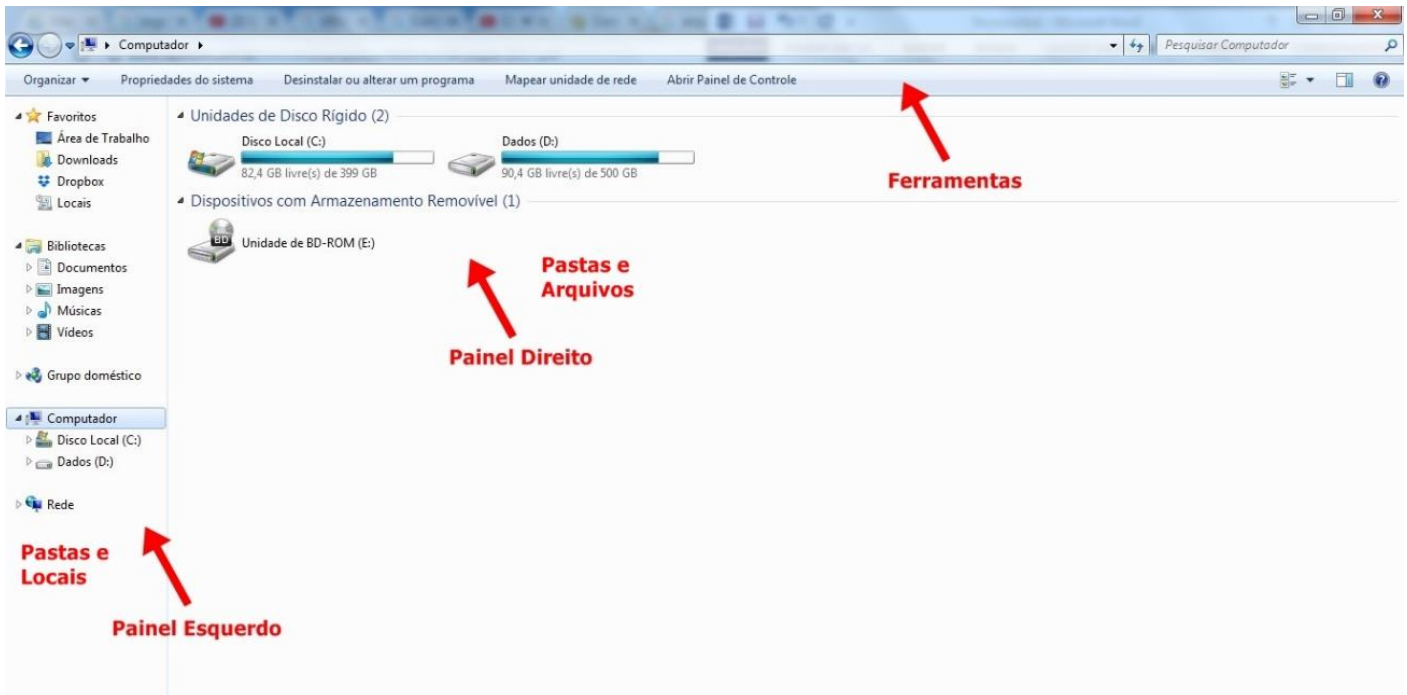 Computador
Pesquisar Computador
Organizar Propriedades do sistema Desinstalar ou alterar um programa Mapear unidade de rede Abrir Painel de Controle
Favoritos
Área de Trabalho
Downloads
Dropbox
Locais
Bibliotecas
Documentos
Imagens
Músicas
Vídeos
Grupo doméstico
Computador
Disco Local (C:)
Dados (D:)
Rede
Pastas e
Locais
Painel Esquerdo
Unidades de Disco Rígido (2)
Disco Local (C:)
82,4 GB livre(s) de 399 GB
Dados (D:)
90,4 GB livre(s) de 500 GB
Dispositivos com Armazenamento Removível (1)
BD
Unidade de BD-ROM (E:)
Pastas e
Arquivos
Painel Direito
Ferramentas